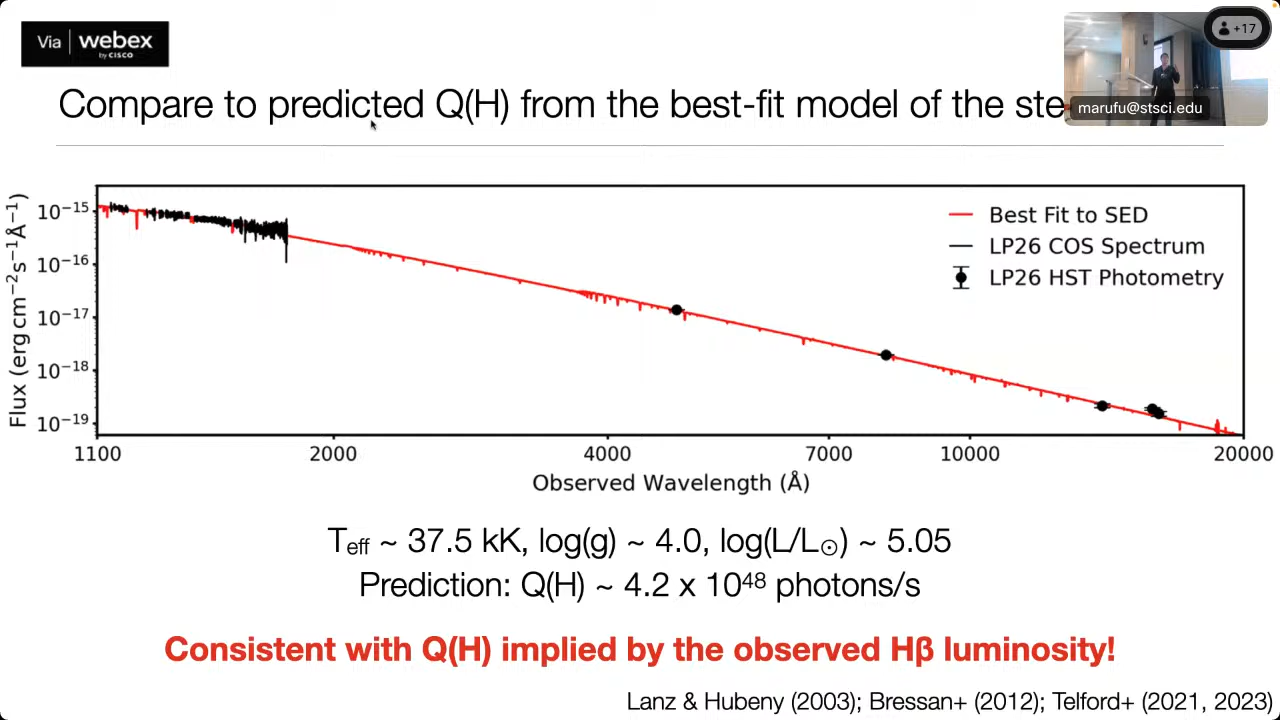 Via | webex
by CISCO
+17
marufu@stsci.edu
Compare to predicted Q(H) from the best-fit model of the ste
Flux (erg cm⁻² s⁻¹ Å⁻¹)
10⁻¹⁵
10⁻¹⁶
10⁻¹⁷
10⁻¹⁸
10⁻¹⁹
Best Fit to SED
LP26 COS Spectrum
LP26 HST Photometry
1100 2000 4000 7000 10000 20000
Observed Wavelength (Å)
T_eff ~ 37.5 kK, log(g) ~ 4.0, log(L/L☉) ~ 5.05
Prediction: Q(H) ~ 4.2 x 10⁴⁸ photons/s
Consistent with Q(H) implied by the observed Hβ luminosity!
Lanz & Hubeny (2003); Bressan+ (2012); Telford+ (2021, 2023)